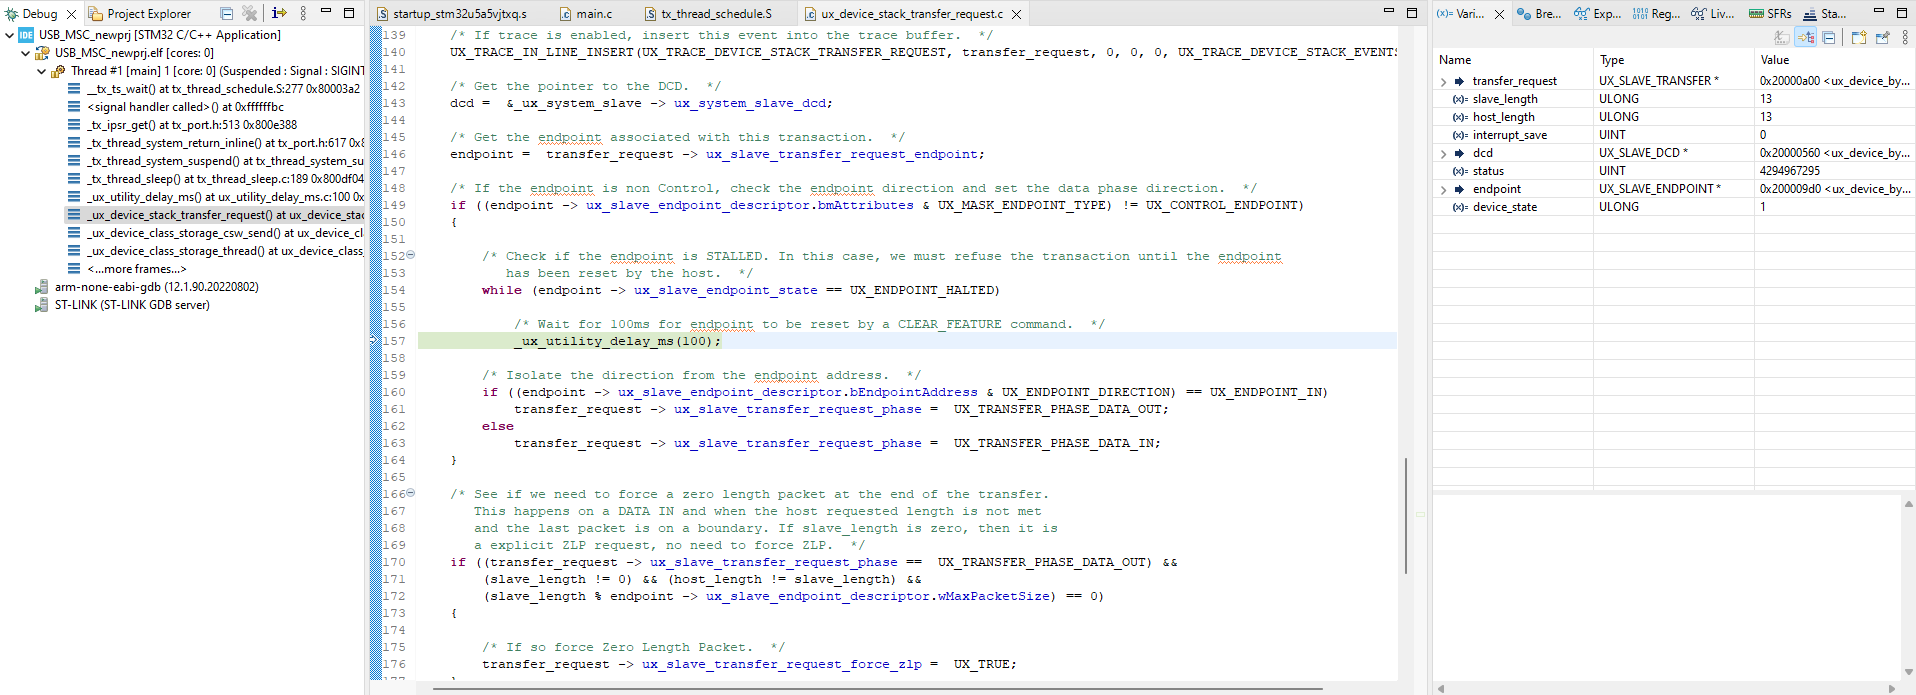 Debug
Project Explorer
USB_MSC_newprj [STM32 C/C++ Application]
USB_MSC_newprj.elf [cores: 0]
Thread #1 [main] 1 [core: 0] (Suspended : Signal : SIGINT
__tx_ts_wait() at tx_thread_schedule.S:277 0x80003a2
<signal handler called>() at 0xffffffbc
_tx_ipsr_get() at tx_port.h:513 0x800e388
_tx_thread_system_return_inline() at tx_port.h:617 0x8
_tx_thread_system_suspend() at tx_thread_system_su
_tx_thread_sleep() at tx_thread_sleep.c:189 0x800df04
_ux_utility_delay_ms() at ux_utility_delay_ms.c:100 0x
_ux_device_stack_transfer_request() at ux_device_stac
_ux_device_class_storage_csw_send() at ux_device_cl
_ux_device_class_storage_thread() at ux_device_class_
<...more frames...>
arm-none-eabi-gdb (12.1.90.20220802)
ST-LINK (ST-LINK GDB server)
startup_stm32u5a5vjtxq.s
main.c
tx_thread_schedule.S
ux_device_stack_transfer_request.c
139 /* If trace is enabled, insert this event into the trace buffer. */
140 UX_TRACE_IN_LINE_INSERT(UX_TRACE_DEVICE_STACK_TRANSFER_REQUEST, transfer_request, 0, 0, 0, UX_TRACE_DEVICE_STACK_EVENTS
141
142 /* Get the pointer to the DCD. */
143 dcd = &_ux_system_slave -> ux_system_slave_dcd;
144
145 /* Get the endpoint associated with this transaction. */
146 endpoint = transfer_request -> ux_slave_transfer_request_endpoint;
147
148 /* If the endpoint is non Control, check the endpoint direction and set the data phase direction. */
149 if ((endpoint -> ux_slave_endpoint_descriptor.bmAttributes & UX_MASK_ENDPOINT_TYPE) != UX_CONTROL_ENDPOINT)
150 {
151
152 /* Check if the endpoint is STALLED. In this case, we must refuse the transaction until the endpoint
153 has been reset by the host. */
154 while (endpoint -> ux_slave_endpoint_state == UX_ENDPOINT_HALTED)
155
156 /* Wait for 100ms for endpoint to be reset by a CLEAR_FEATURE command. */
157 _ux_utility_delay_ms(100);
158
159 /* Isolate the direction from the endpoint address. */
160 if ((endpoint -> ux_slave_endpoint_descriptor.bEndpointAddress & UX_ENDPOINT_DIRECTION) == UX_ENDPOINT_IN)
161 transfer_request -> ux_slave_transfer_request_phase = UX_TRANSFER_PHASE_DATA_OUT;
162 else
163 transfer_request -> ux_slave_transfer_request_phase = UX_TRANSFER_PHASE_DATA_IN;
164 }
165
166 /* See if we need to force a zero length packet at the end of the transfer.
167 This happens on a DATA IN and when the host requested length is not met
168 and the last packet is on a boundary. If slave_length is zero, then it is
169 a explicit ZLP request, no need to force ZLP. */
170 if ((transfer_request -> ux_slave_transfer_request_phase == UX_TRANSFER_PHASE_DATA_OUT) &&
171 (slave_length != 0) && (host_length != slave_length) &&
172 (slave_length % endpoint -> ux_slave_endpoint_descriptor.wMaxPacketSize) == 0)
173 {
174
175 /* If so force Zero Length Packet. */
176 transfer_request -> ux_slave_transfer_request_force_zlp = UX_TRUE;
(x)= Vari...
Bre...
Exp...
Reg...
Liv...
SFRs
Sta...
Name Type Value
transfer_request UX_SLAVE_TRANSFER * 0x20000a00 <ux_device_by...
(x)= slave_length ULONG 13
(x)= host_length ULONG 13
(x)= interrupt_save UINT 0
dcd UX_SLAVE_DCD * 0x20000560 <ux_device_by...
(x)= status UINT 4294967295
endpoint UX_SLAVE_ENDPOINT * 0x200009d0 <ux_device_by...
(x)= device_state ULONG 1